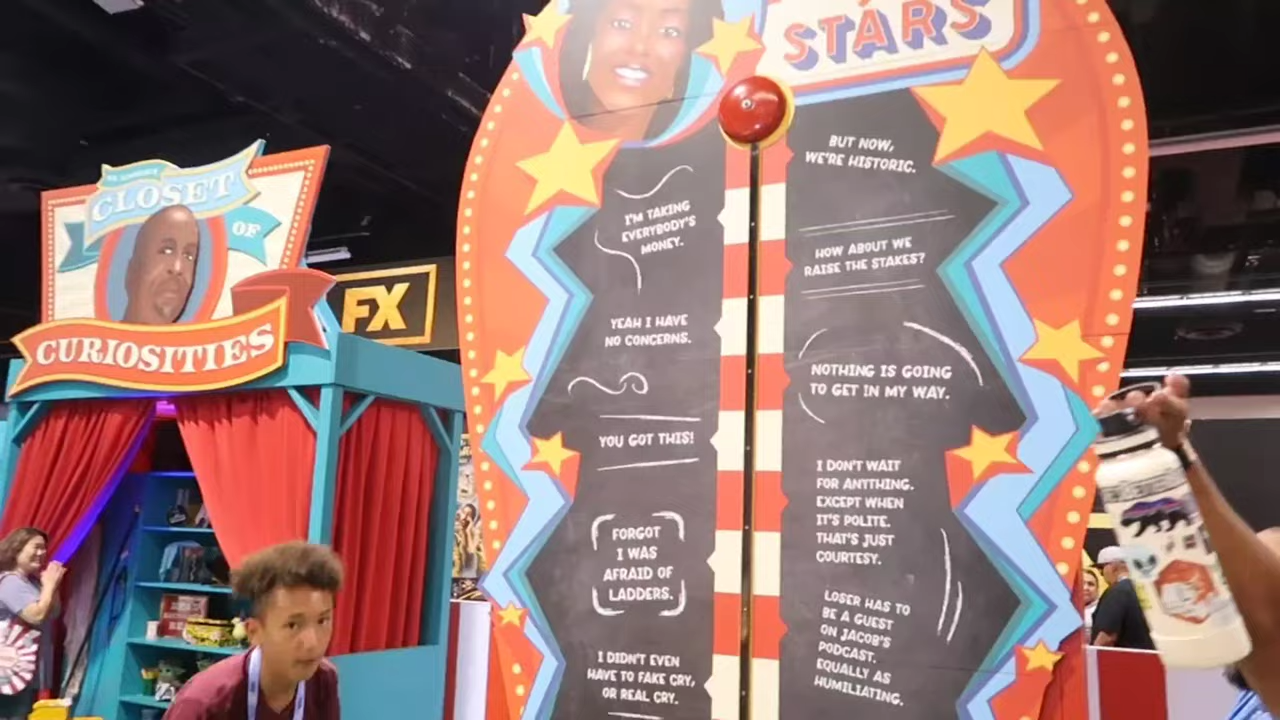 STARS
BUT NOW,
WE'RE HISTORIC.
I'M TAKING
EVERYBODY'S
MONEY.
HOW ABOUT WE
RAISE THE STAKES?
YEAH I HAVE
NO CONCERNS.
NOTHING IS GOING
TO GET IN MY WAY.
YOU GOT THIS!
I DON'T WAIT
FOR ANYTHING.
EXCEPT WHEN
IT'S POLITE.
THAT'S JUST
COURTESY.
FORGOT
I WAS
AFRAID OF
LADDERS.
LOSER HAS TO
BE A GUEST
ON JACOB'S
PODCAST.
EQUALLY AS
HUMILIATING.
I DIDN'T EVEN
HAVE TO FAKE CRY,
OR REAL CRY.
CLOSET
OF
CURIOSITIES
FX